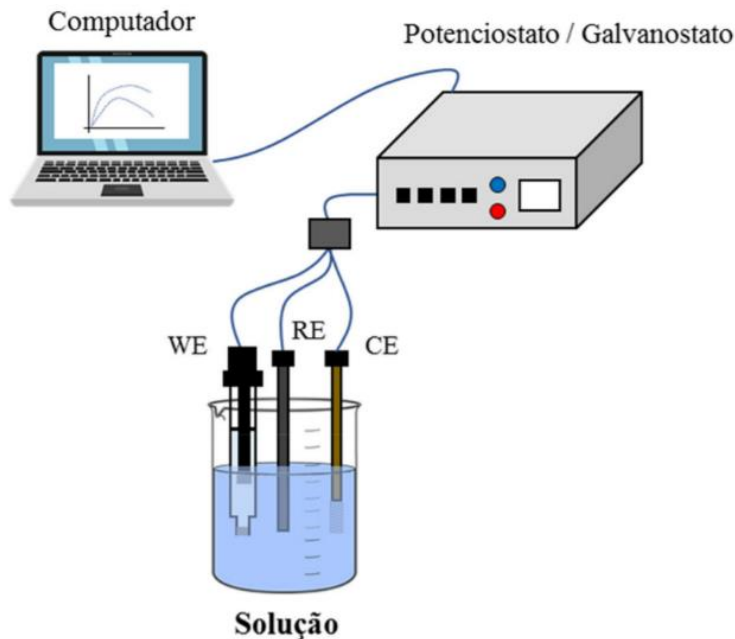 Computador
Potenciostato / Galvanostato
WE
RE
CE
Solução